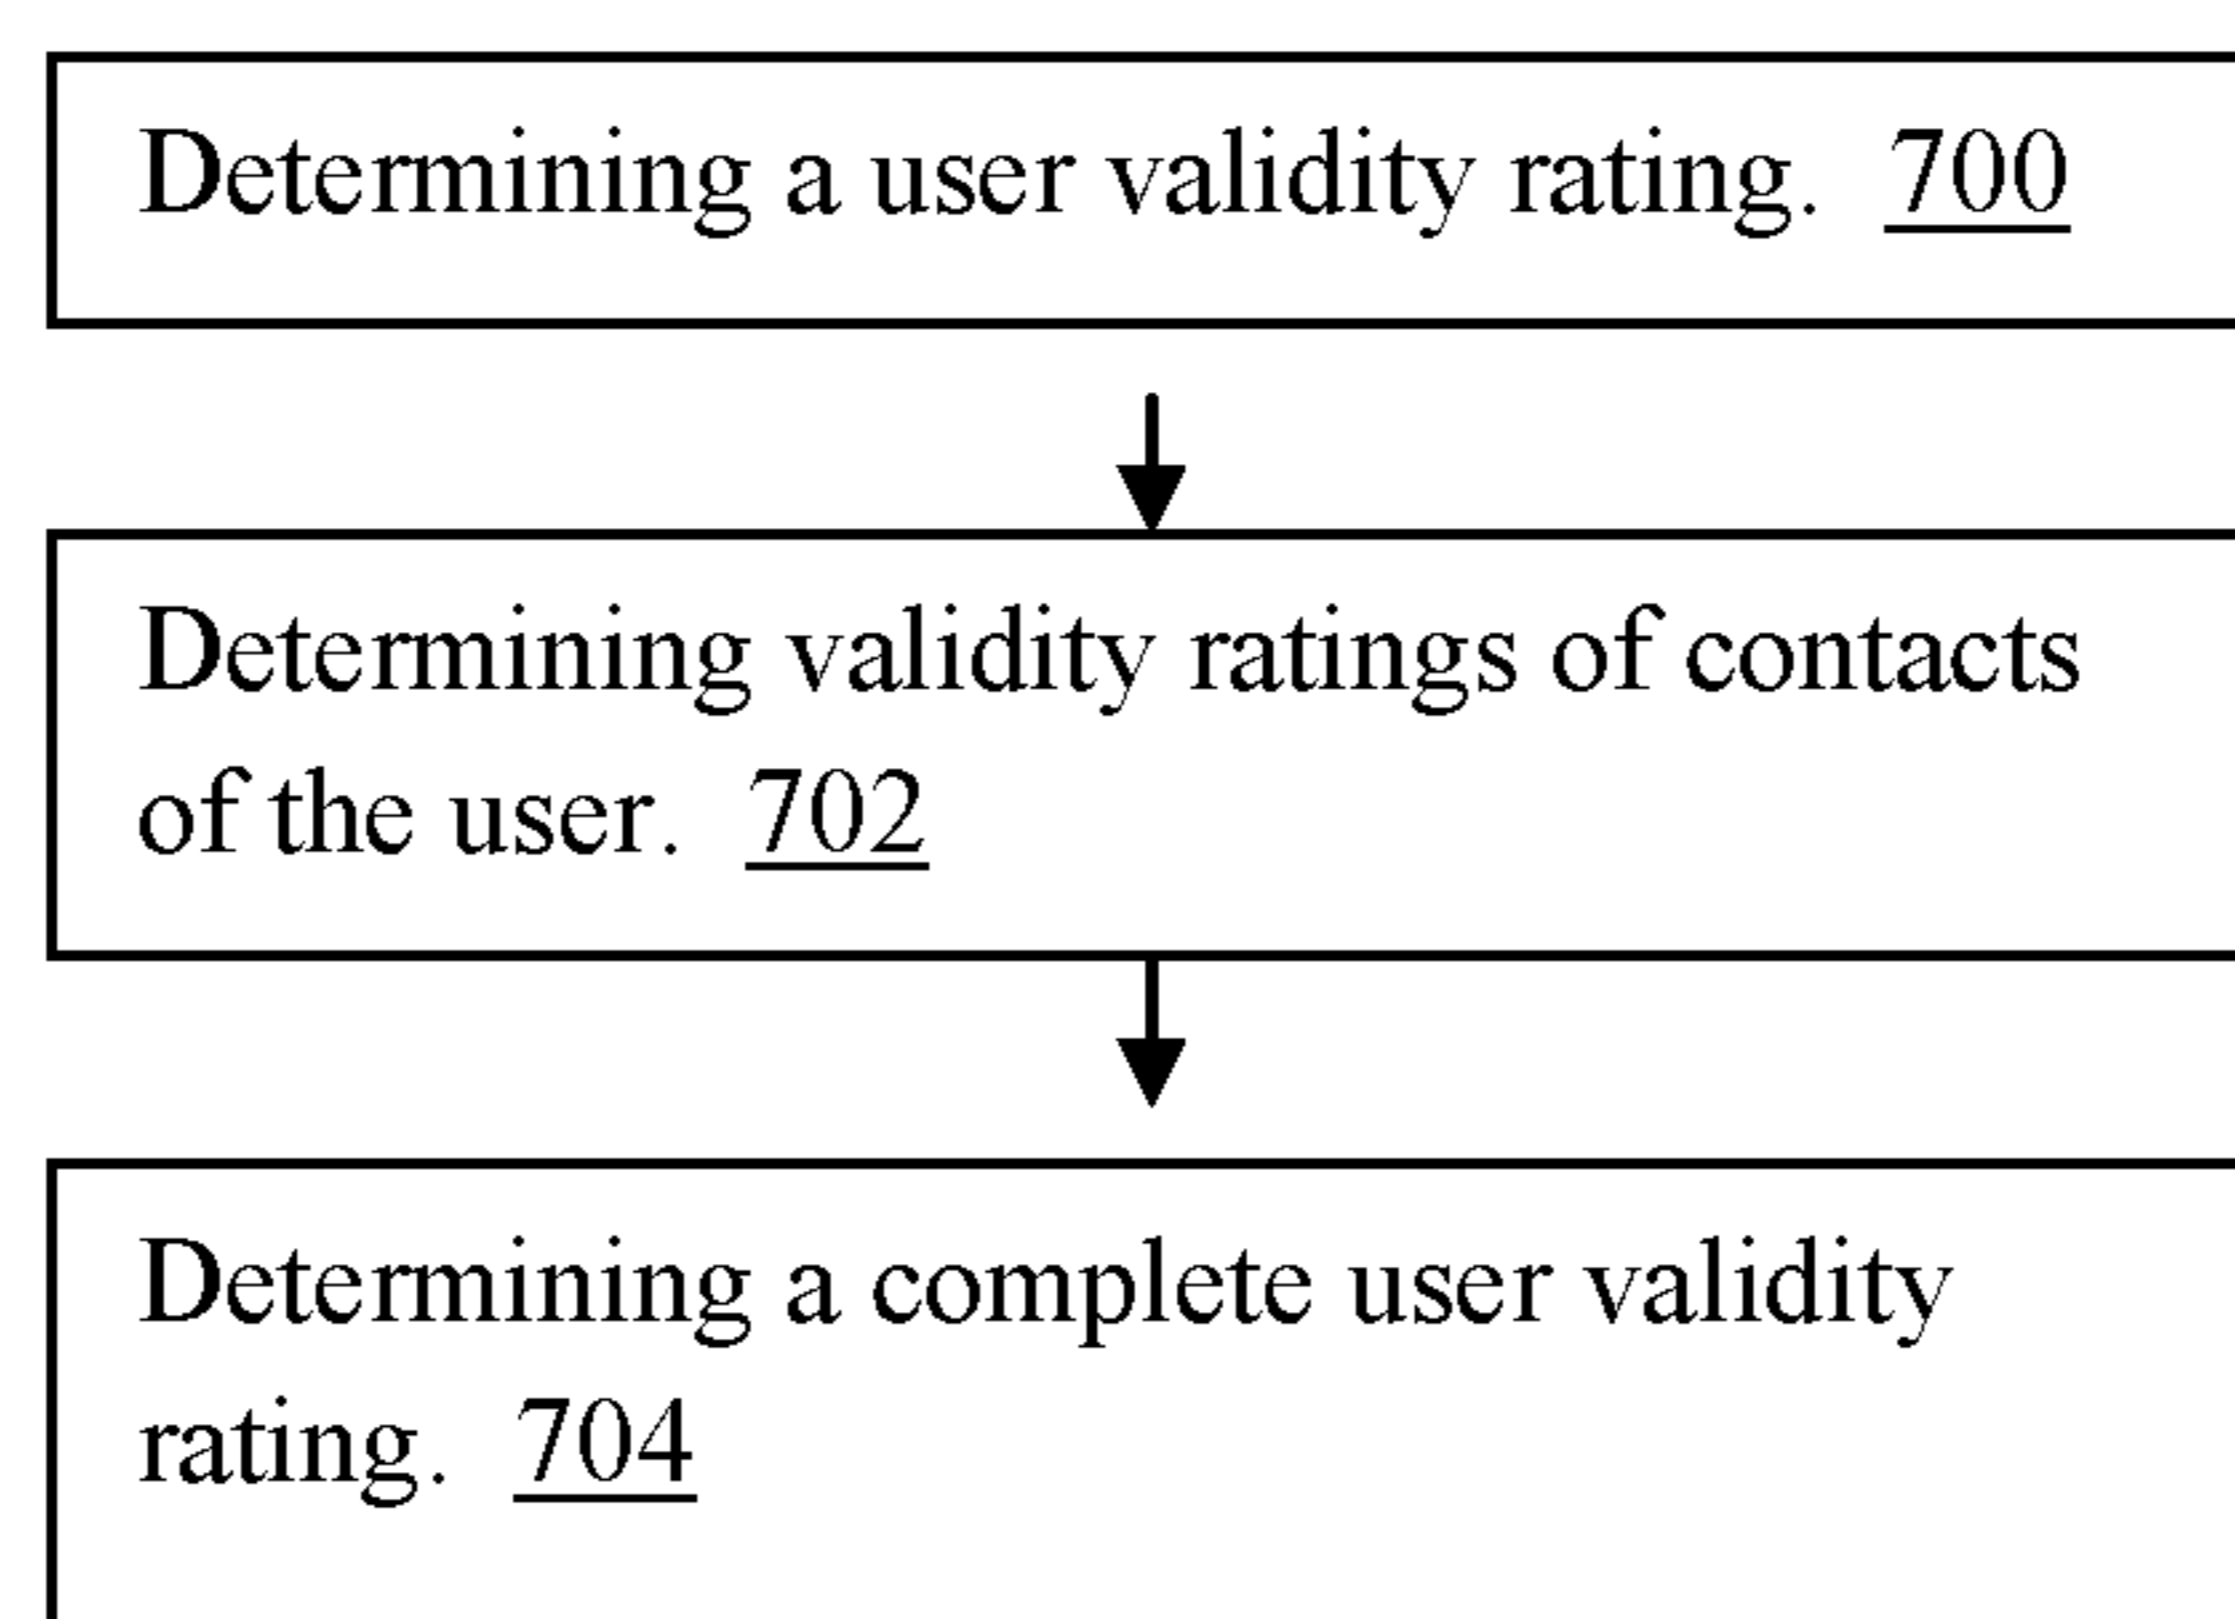 Determining a user validity rating. 700
Determining validity ratings of contacts
of the user. 702
Determining a complete user validity
rating. 704